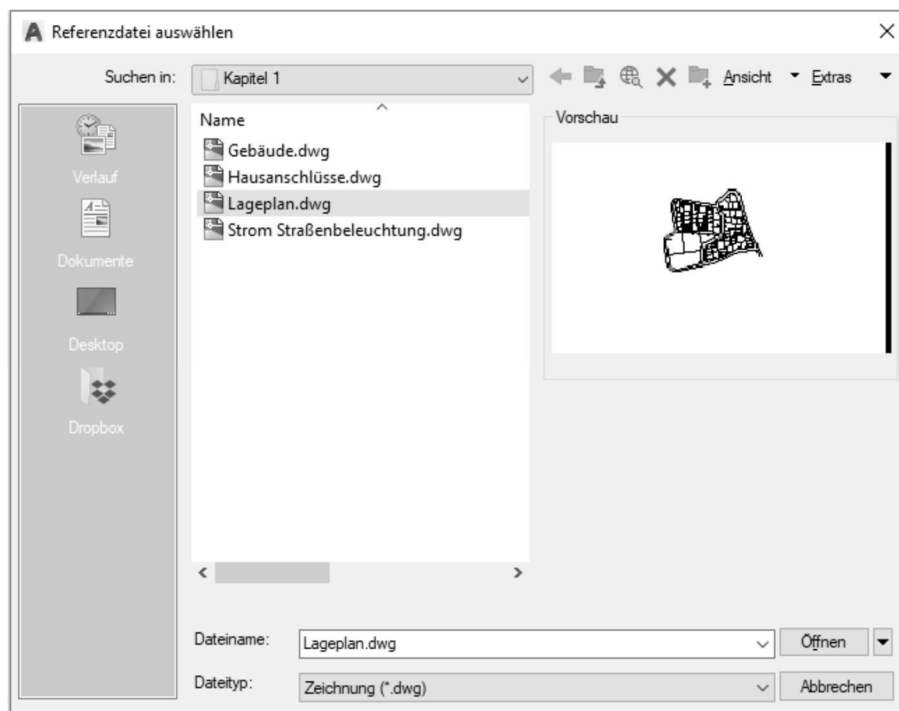 Referenzdatei auswählen
Suchen in: Kapitel 1 Ansicht Extras
Verlauf
Dokumente
Desktop
Dropbox
Name
Gebäude.dwg
Hausanschlüsse.dwg
Lageplan.dwg
Strom Straßenbeleuchtung.dwg
Vorschau
Dateiname: Lageplan.dwg Öffnen
Dateityp: Zeichnung (*.dwg) Abbrechen